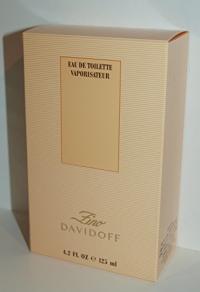 EAU DE TOILETTE
VAPORISATEUR
Zino
DAVIDOFF
4.2 FL. OZ ℮ 125 ml